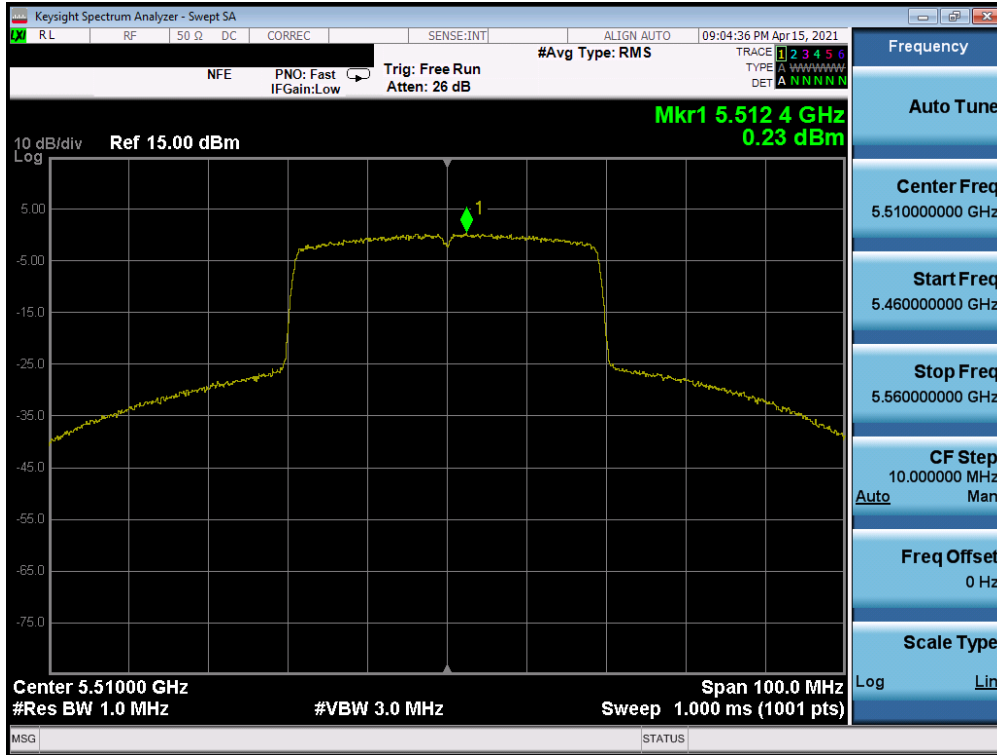 Keysight Spectrum Analyzer - Swept SA
LXI RL RF 50 Ω DC CORREC SENSE:INT ALIGN AUTO 09:04:36 PM Apr 15, 2021
NFE PNO: Fast Trig: Free Run #Avg Type: RMS TRACE 1 2 3 4 5 6
IFGain:Low Atten: 26 dB TYPE A WWWWW
DET A N N N N N
Mkr1 5.512 4 GHz
0.23 dBm
10 dB/div Ref 15.00 dBm
Log
1
5.00
-5.00
-15.0
-25.0
-35.0
-45.0
-55.0
-65.0
-75.0
Center 5.51000 GHz Span 100.0 MHz
#Res BW 1.0 MHz #VBW 3.0 MHz Sweep 1.000 ms (1001 pts)
MSG STATUS
Frequency
Auto Tune
Center Freq
5.510000000 GHz
Start Freq
5.460000000 GHz
Stop Freq
5.560000000 GHz
CF Step
10.000000 MHz
Auto Man
Freq Offset
0 Hz
Scale Type
Log Lin